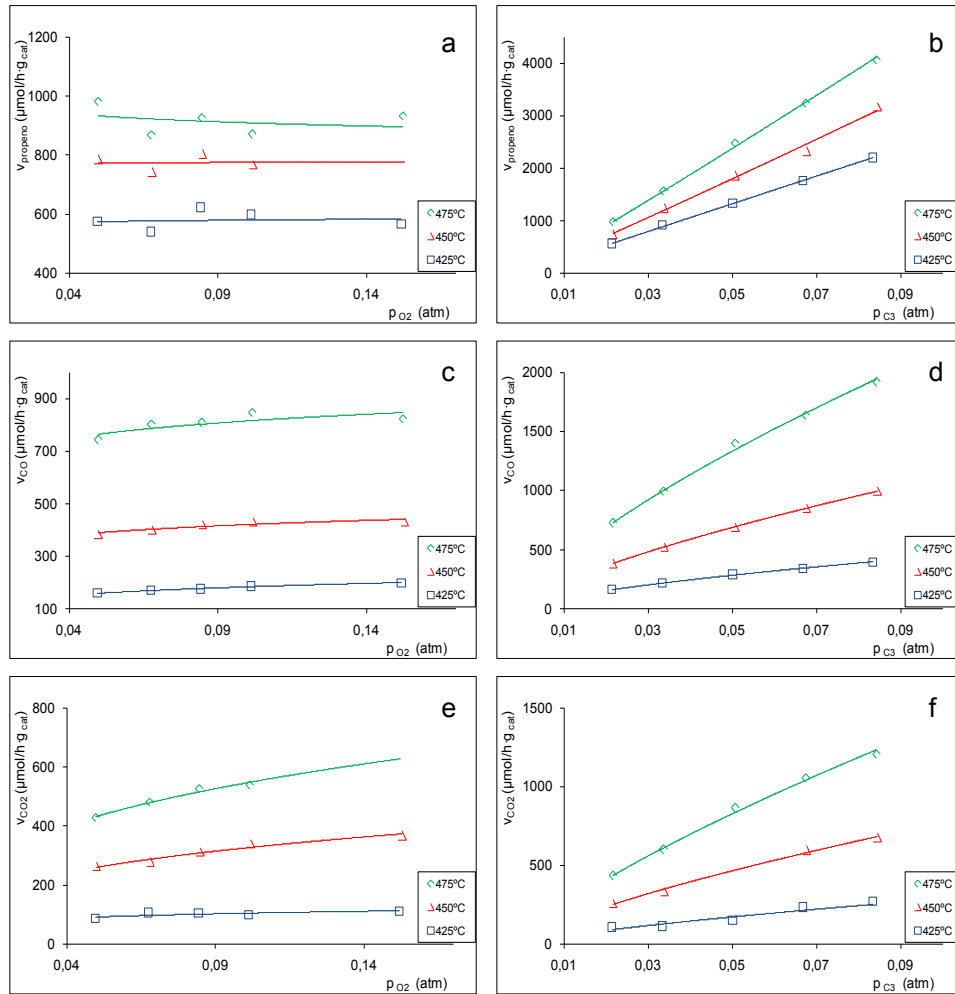 a
v propeno (µmol/h·g cat)
1200
1000
800
600
400
0,04
0,09
0,14
p O2 (atm)
475ºC
450ºC
425ºC
b
v propeno (µmol/h·g cat)
4000
3000
2000
1000
0
0,01
0,03
0,05
0,07
0,09
p C3 (atm)
475ºC
450ºC
425ºC
c
v CO (µmol/h·g cat)
900
700
500
300
100
0,04
0,09
0,14
p O2 (atm)
475ºC
450ºC
425ºC
d
v CO (µmol/h·g cat)
2000
1500
1000
500
0
0,01
0,03
0,05
0,07
0,09
p C3 (atm)
475ºC
450ºC
425ºC
e
v CO2 (µmol/h·g cat)
800
600
400
200
0
0,04
0,09
0,14
p O2 (atm)
475ºC
450ºC
425ºC
f
v CO2 (µmol/h·g cat)
1500
1000
500
0
0,01
0,03
0,05
0,07
0,09
p C3 (atm)
475ºC
450ºC
425ºC